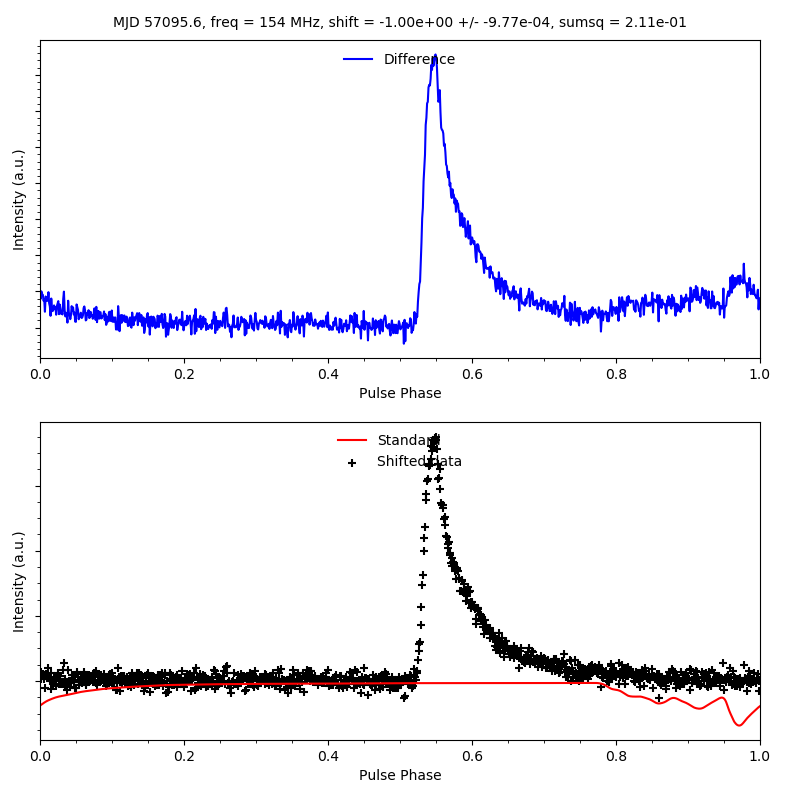 MJD 57095.6, freq = 154 MHz, shift = -1.00e+00 +/- -9.77e-04, sumsq = 2.11e-01
Difference
Intensity (a.u.)
0.0 0.2 0.4 0.6 0.8 1.0
Pulse Phase
Standard
Shifted data
Intensity (a.u.)
0.0 0.2 0.4 0.6 0.8 1.0
Pulse Phase